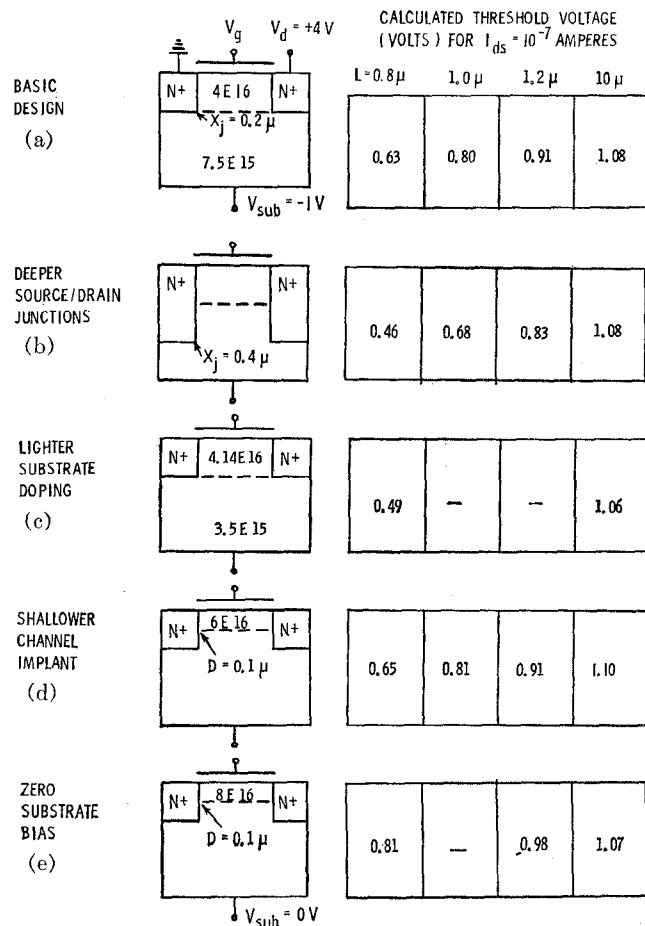 CALCULATED THRESHOLD VOLTAGE
(VOLTS) FOR I_ds = 10^-7 AMPERES
L = 0.8 μ 1.0 μ 1.2 μ 10 μ
BASIC
DESIGN
(a)
V_g V_d = +4V
N+ 4E16 N+
X_j = 0.2 μ
7.5E15
V_sub = -1V
0.63 0.80 0.91 1.08
DEEPER
SOURCE/DRAIN
JUNCTIONS
(b)
N+ N+
X_j = 0.4 μ
0.46 0.68 0.83 1.08
LIGHTER
SUBSTRATE
DOPING
(c)
N+ 4.14E16 N+
3.5E15
0.49 — — 1.06
SHALLOWER
CHANNEL
IMPLANT
(d)
N+ 6E16 N+
D = 0.1 μ
0.65 0.81 0.91 1.10
ZERO
SUBSTRATE
BIAS
(e)
N+ 8E16 N+
D = 0.1 μ
V_sub = 0V
0.81 — 0.98 1.07